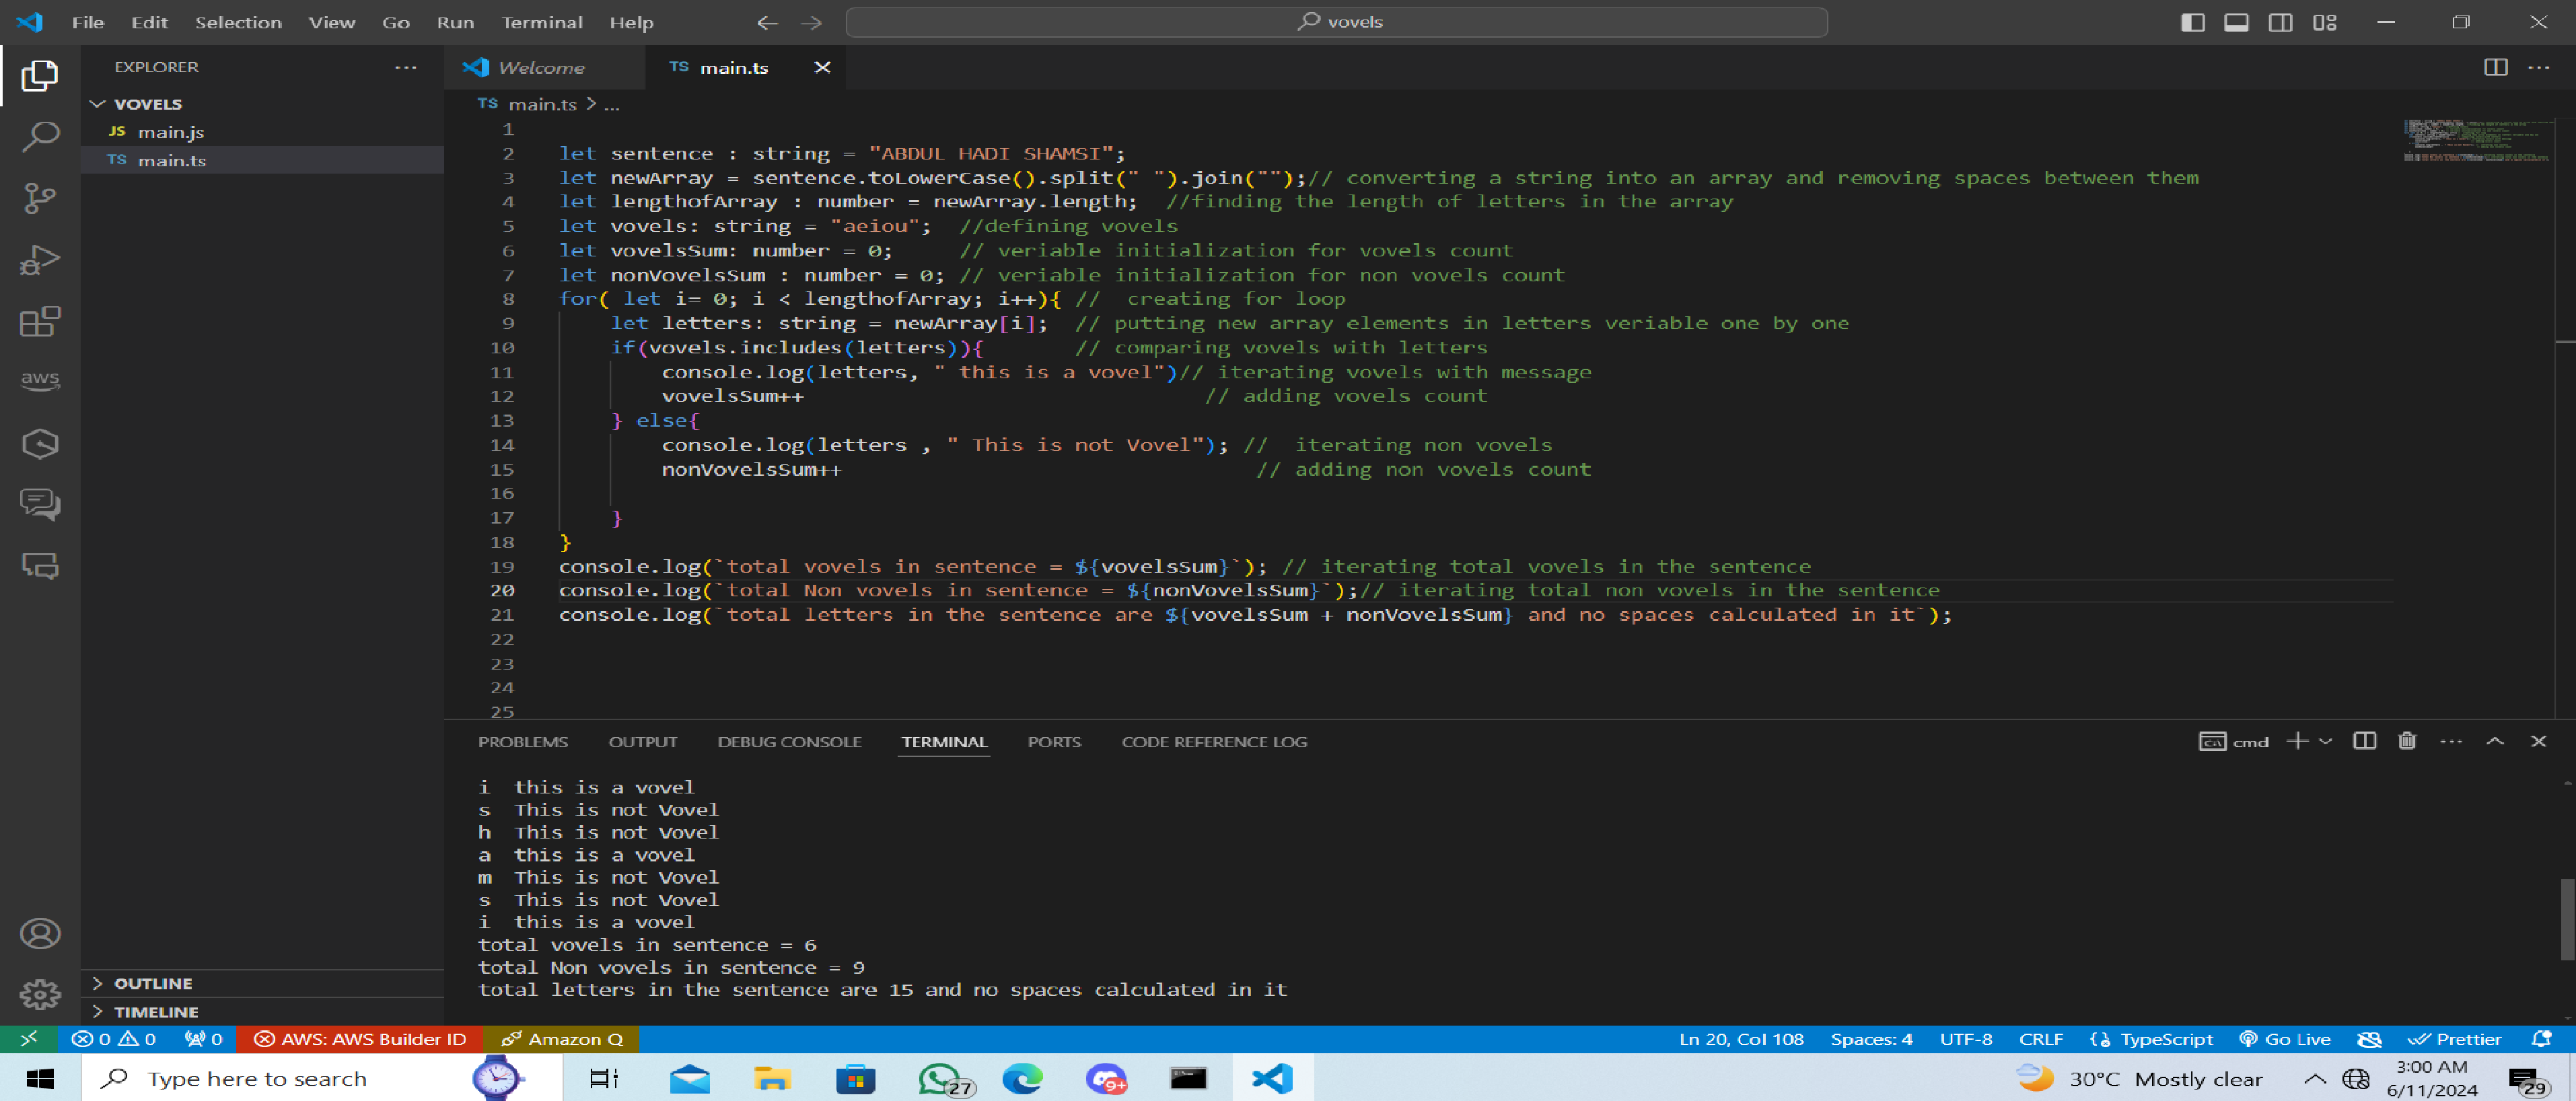 File Edit Selection View Go Run Terminal Help
vovels
EXPLORER
Welcome
TS main.ts
VOVELS
JS main.js
TS main.ts
TS main.ts > ...
1
2 let sentence : string = "ABDUL HADI SHAMSI";
3 let newArray = sentence.toLowerCase().split(" ").join("");// converting a string into an array and removing spaces between them
4 let lengthofArray : number = newArray.length;  //finding the length of letters in the array
5 let vovels: string = "aeiou";  //defining vovels
6 let vovelsSum: number = 0;     // veriable initialization for vovels count
7 let nonVovelsSum : number = 0; // veriable initialization for non vovels count
8 for( let i= 0; i < lengthofArray; i++){ //  creating for loop
9     let letters: string = newArray[i];  // putting new array elements in letters veriable one by one
10     if(vovels.includes(letters)){       // comparing vovels with letters
11         console.log(letters, " this is a vovel")// iterating vovels with message
12         vovelsSum++                               // adding vovels count
13     } else{
14         console.log(letters , " This is not Vovel"); //  iterating non vovels
15         nonVovelsSum++                                // adding non vovels count
16
17     }
18 }
19 console.log(`total vovels in sentence = ${vovelsSum}`); // iterating total vovels in the sentence
20 console.log(`total Non vovels in sentence = ${nonVovelsSum}`);// iterating total non vovels in the sentence
21 console.log(`total letters in the sentence are ${vovelsSum + nonVovelsSum} and no spaces calculated in it`);
22
23
24
25
PROBLEMS OUTPUT DEBUG CONSOLE TERMINAL PORTS CODE REFERENCE LOG
cmd
i  this is a vovel
s  This is not Vovel
h  This is not Vovel
a  this is a vovel
m  This is not Vovel
s  This is not Vovel
i  this is a vovel
total vovels in sentence = 6
total Non vovels in sentence = 9
total letters in the sentence are 15 and no spaces calculated in it
aws
OUTLINE
TIMELINE
0 0 0 AWS: AWS Builder ID Amazon Q
Ln 20, Col 108 Spaces: 4 UTF-8 CRLF TypeScript Go Live Prettier
Type here to search
27
9+
30°C Mostly clear
3:00 AM
6/11/2024
29